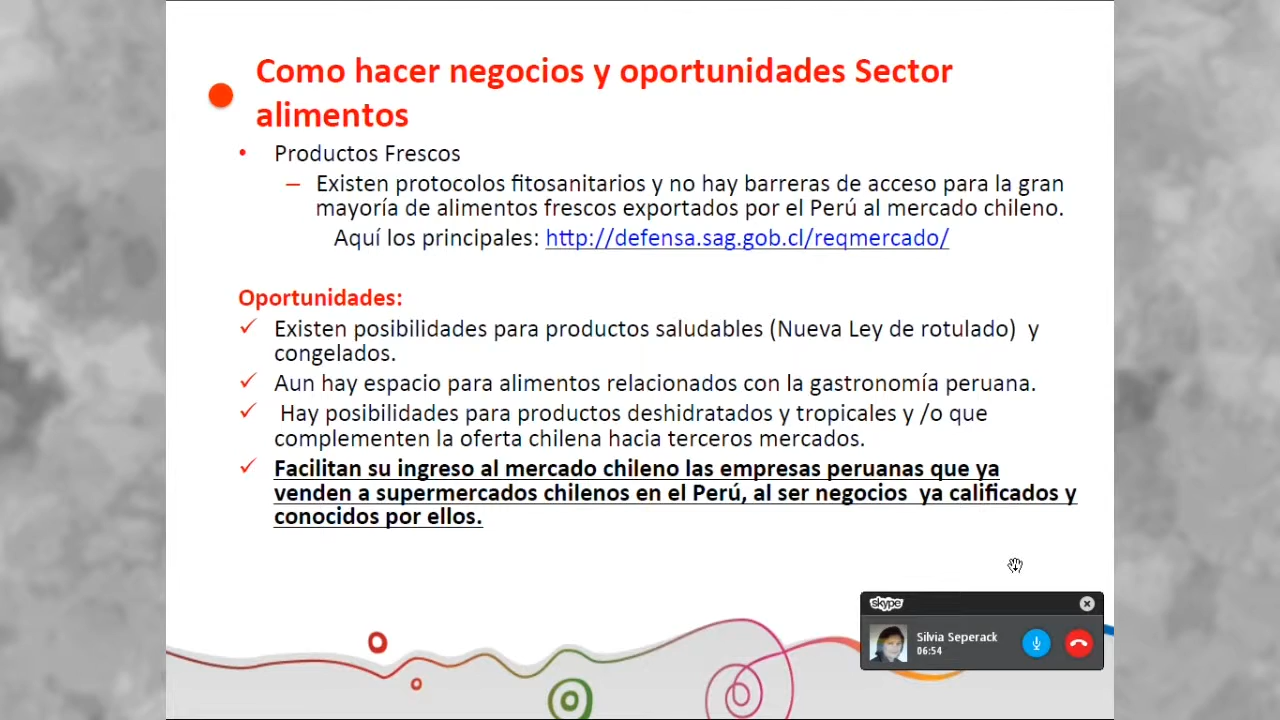 Como hacer negocios y oportunidades Sector
alimentos
• Productos Frescos
– Existen protocolos fitosanitarios y no hay barreras de acceso para la gran
mayoría de alimentos frescos exportados por el Perú al mercado chileno.
Aquí los principales: http://defensa.sag.gob.cl/reqmercado/
Oportunidades:
✓ Existen posibilidades para productos saludables (Nueva Ley de rotulado) y
congelados.
✓ Aun hay espacio para alimentos relacionados con la gastronomía peruana.
✓ Hay posibilidades para productos deshidratados y tropicales y /o que
complementen la oferta chilena hacia terceros mercados.
✓ Facilitan su ingreso al mercado chileno las empresas peruanas que ya
venden a supermercados chilenos en el Perú, al ser negocios ya calificados y
conocidos por ellos.
skype
Silvia Seperack
06:54